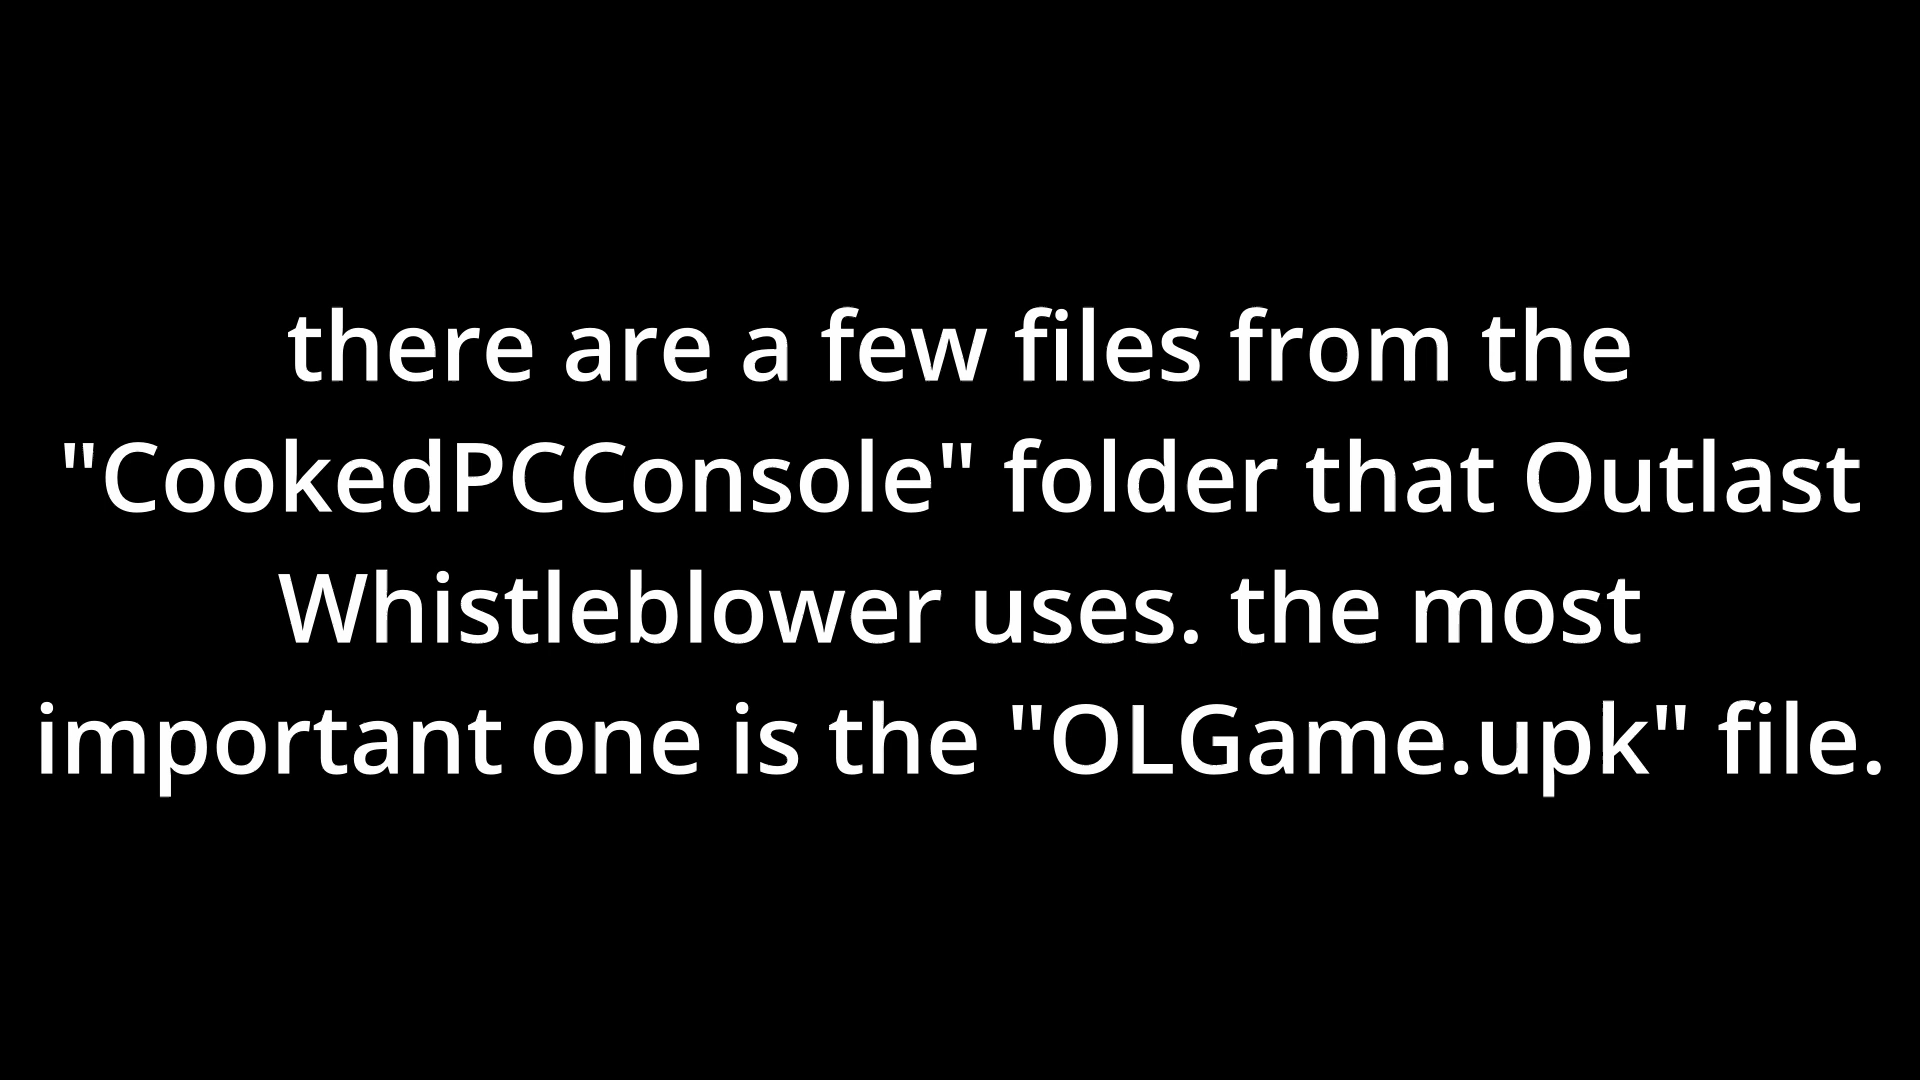 there are a few files from the
"CookedPCConsole" folder that Outlast
Whistleblower uses. the most
important one is the "OLGame.upk" file.